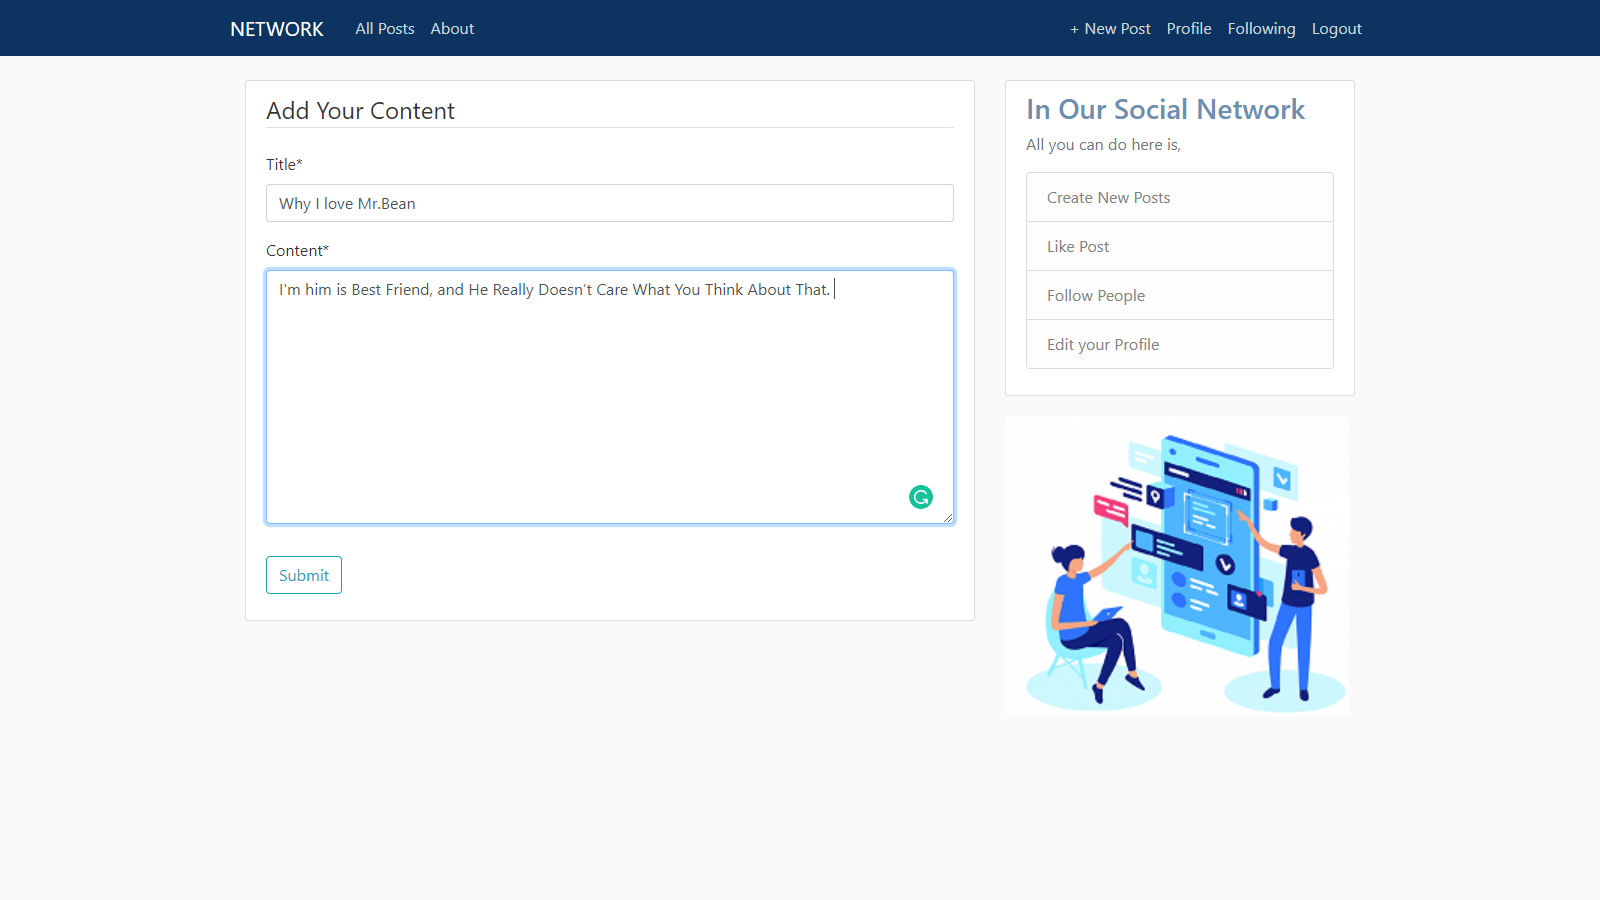 NETWORK All Posts About + New Post Profile Following Logout
Add Your Content
Title*
Why I love Mr.Bean
Content*
I'm him is Best Friend, and He Really Doesn't Care What You Think About That.
Submit
In Our Social Network
All you can do here is,
Create New Posts
Like Post
Follow People
Edit your Profile